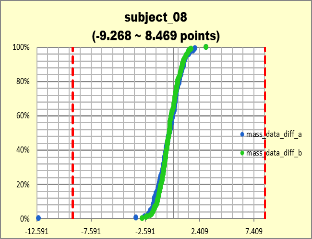 subject_08
(-9.268 ~ 8.469 points)
100%
80%
60%
40%
20%
0%
mass_data_diff_a
mass_data_diff_b
-12.591
-7.591
-2.591
2.409
7.409